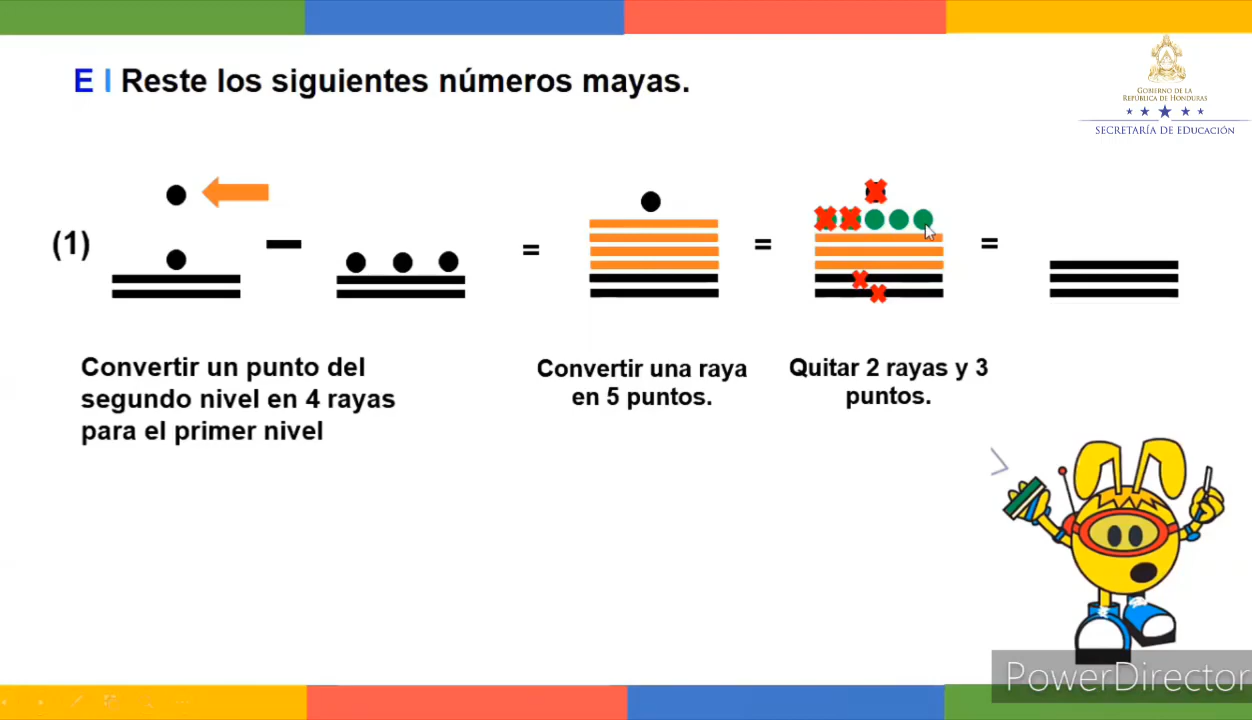 E I Reste los siguientes números mayas.
GOBIERNO DE LA
REPÚBLICA DE HONDURAS
SECRETARÍA DE EDUCACIÓN
(1)
=
=
=
Convertir un punto del
segundo nivel en 4 rayas
para el primer nivel
Convertir una raya
en 5 puntos.
Quitar 2 rayas y 3
puntos.
PowerDirector